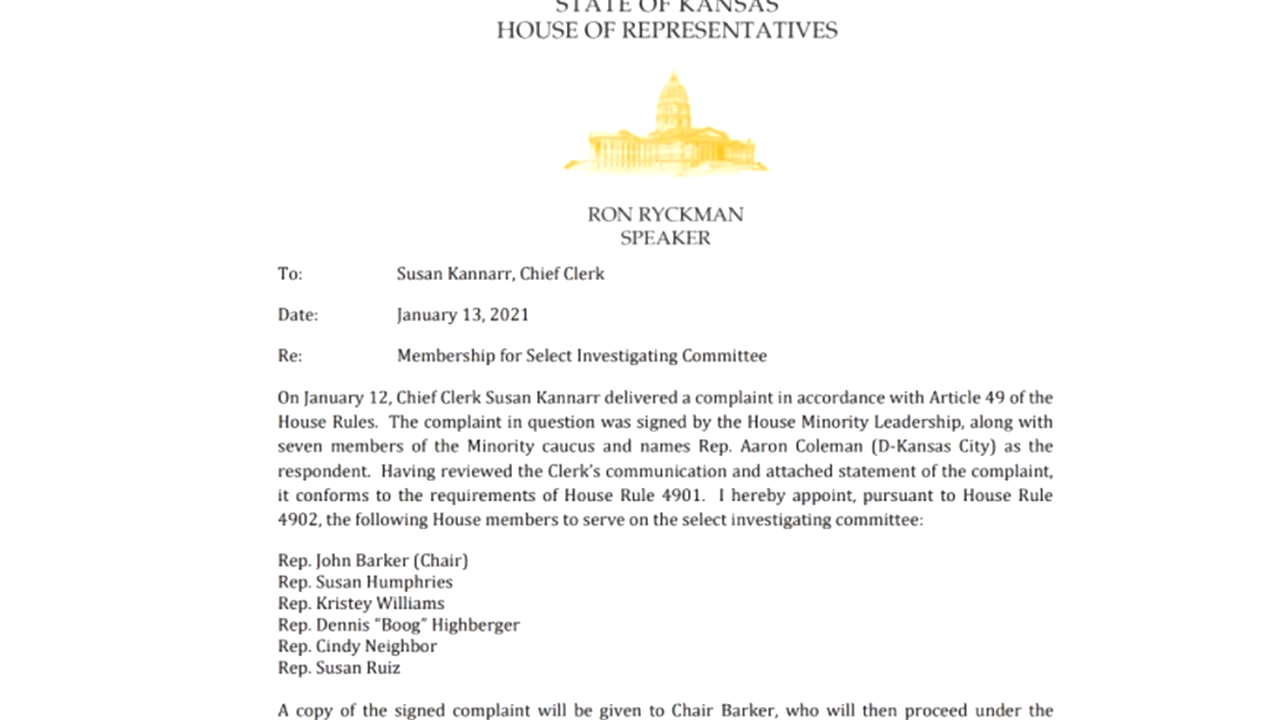 STATE OF KANSAS
HOUSE OF REPRESENTATIVES
RON RYCKMAN
SPEAKER
To: Susan Kannarr, Chief Clerk
Date: January 13, 2021
Re: Membership for Select Investigating Committee
On January 12, Chief Clerk Susan Kannarr delivered a complaint in accordance with Article 49 of the
House Rules. The complaint in question was signed by the House Minority Leadership, along with
seven members of the Minority caucus and names Rep. Aaron Coleman (D-Kansas City) as the
respondent. Having reviewed the Clerk's communication and attached statement of the complaint,
it conforms to the requirements of House Rule 4901. I hereby appoint, pursuant to House Rule
4902, the following House members to serve on the select investigating committee:
Rep. John Barker (Chair)
Rep. Susan Humphries
Rep. Kristey Williams
Rep. Dennis "Boog" Highberger
Rep. Cindy Neighbor
Rep. Susan Ruiz
A copy of the signed complaint will be given to Chair Barker, who will then proceed under the